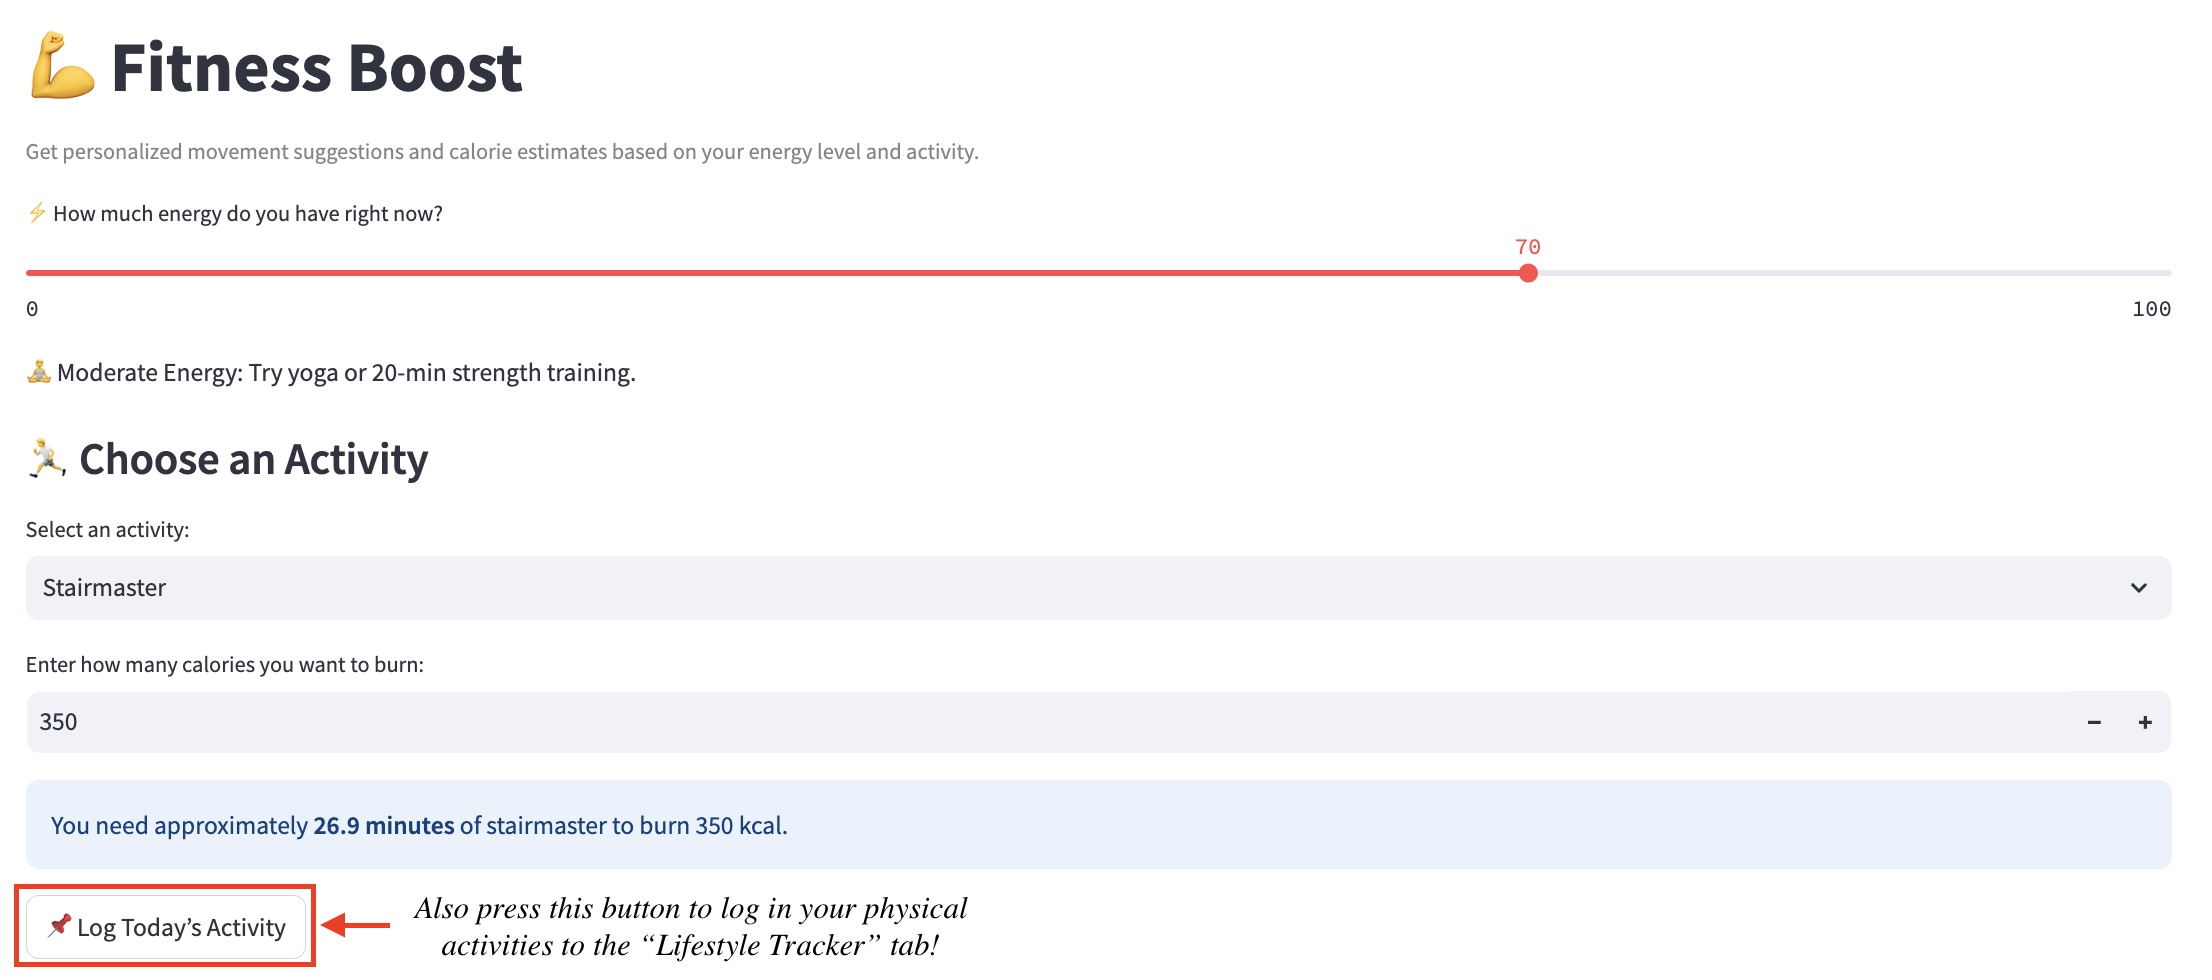 Fitness Boost
Get personalized movement suggestions and calorie estimates based on your energy level and activity.
How much energy do you have right now?
70
0
100
Moderate Energy: Try yoga or 20-min strength training.
Choose an Activity
Select an activity:
Stairmaster
Enter how many calories you want to burn:
350
You need approximately 26.9 minutes of stairmaster to burn 350 kcal.
Log Today’s Activity
Also press this button to log in your physical
activities to the “Lifestyle Tracker” tab!